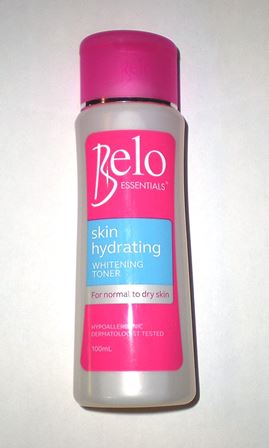 Belo
ESSENTIALS
skin
hydrating
WHITENING
TONER
For normal to dry skin
HYPOALLERGENIC
DERMATOLOGIST TESTED
100mL